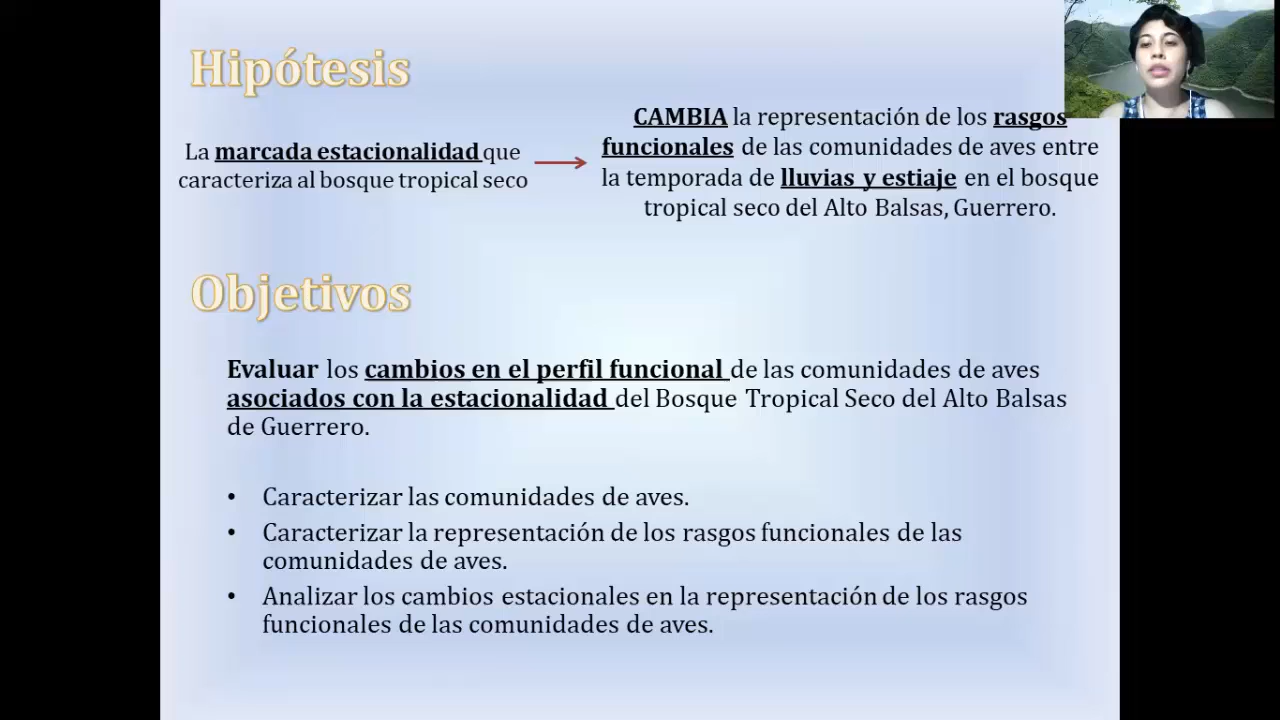 Hipótesis
La marcada estacionalidad que
caracteriza al bosque tropical seco
CAMBIA la representación de los rasgos
funcionales de las comunidades de aves entre
la temporada de lluvias y estiaje en el bosque
tropical seco del Alto Balsas, Guerrero.
Objetivos
Evaluar los cambios en el perfil funcional de las comunidades de aves
asociados con la estacionalidad del Bosque Tropical Seco del Alto Balsas
de Guerrero.
• Caracterizar las comunidades de aves.
• Caracterizar la representación de los rasgos funcionales de las
comunidades de aves.
• Analizar los cambios estacionales en la representación de los rasgos
funcionales de las comunidades de aves.